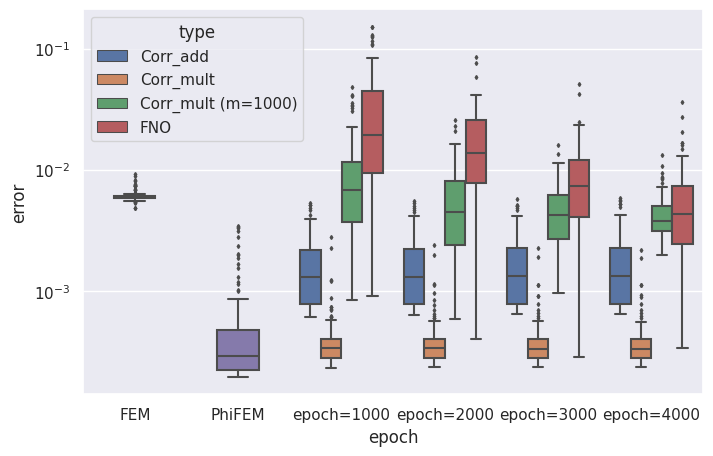 type
Corr_add
Corr_mult
Corr_mult (m=1000)
FNO
10⁻¹
10⁻²
10⁻³
error
FEM
PhiFEM
epoch=1000
epoch=2000
epoch=3000
epoch=4000
epoch